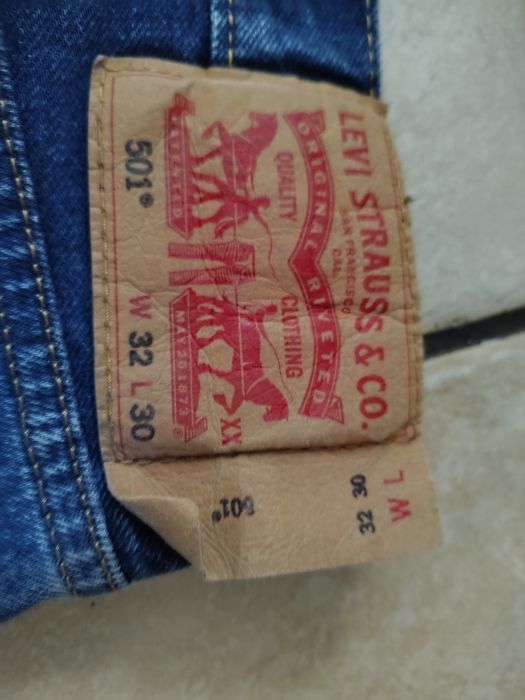 LEVI STRAUSS & CO.
SAN FRANCISCO
CAL.
ORIGINAL RIVETED
QUALITY CLOTHING
XX
PATENTED MAY 20 1873
501® W 32 L 30
W L
32 30
501®